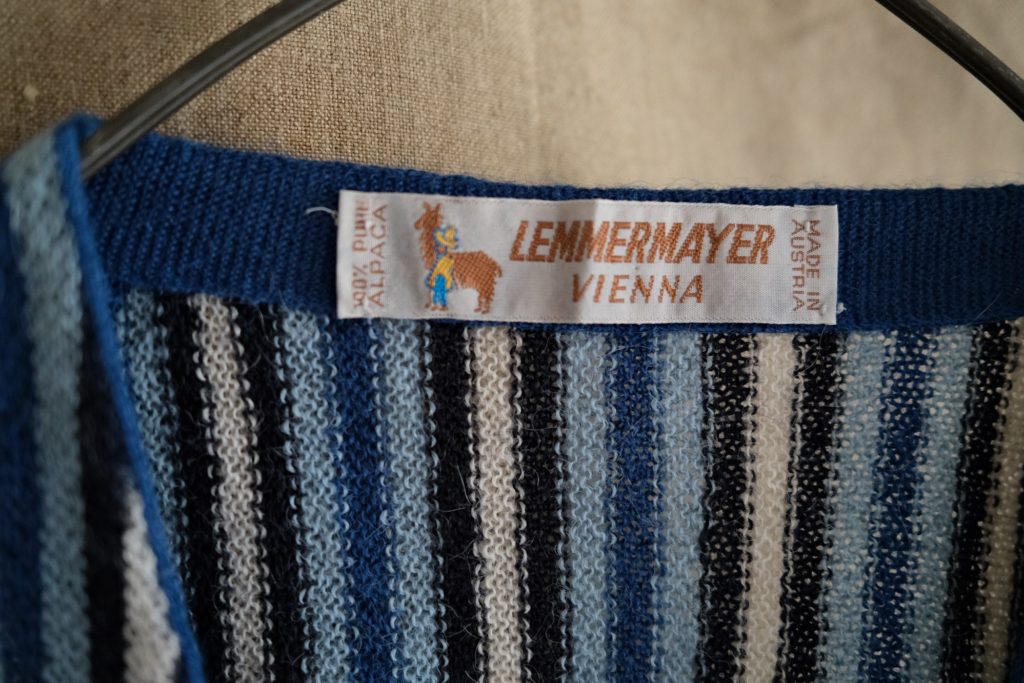 100% PURE
ALPACA
LEMMERMAYER
VIENNA
MADE IN
AUSTRIA